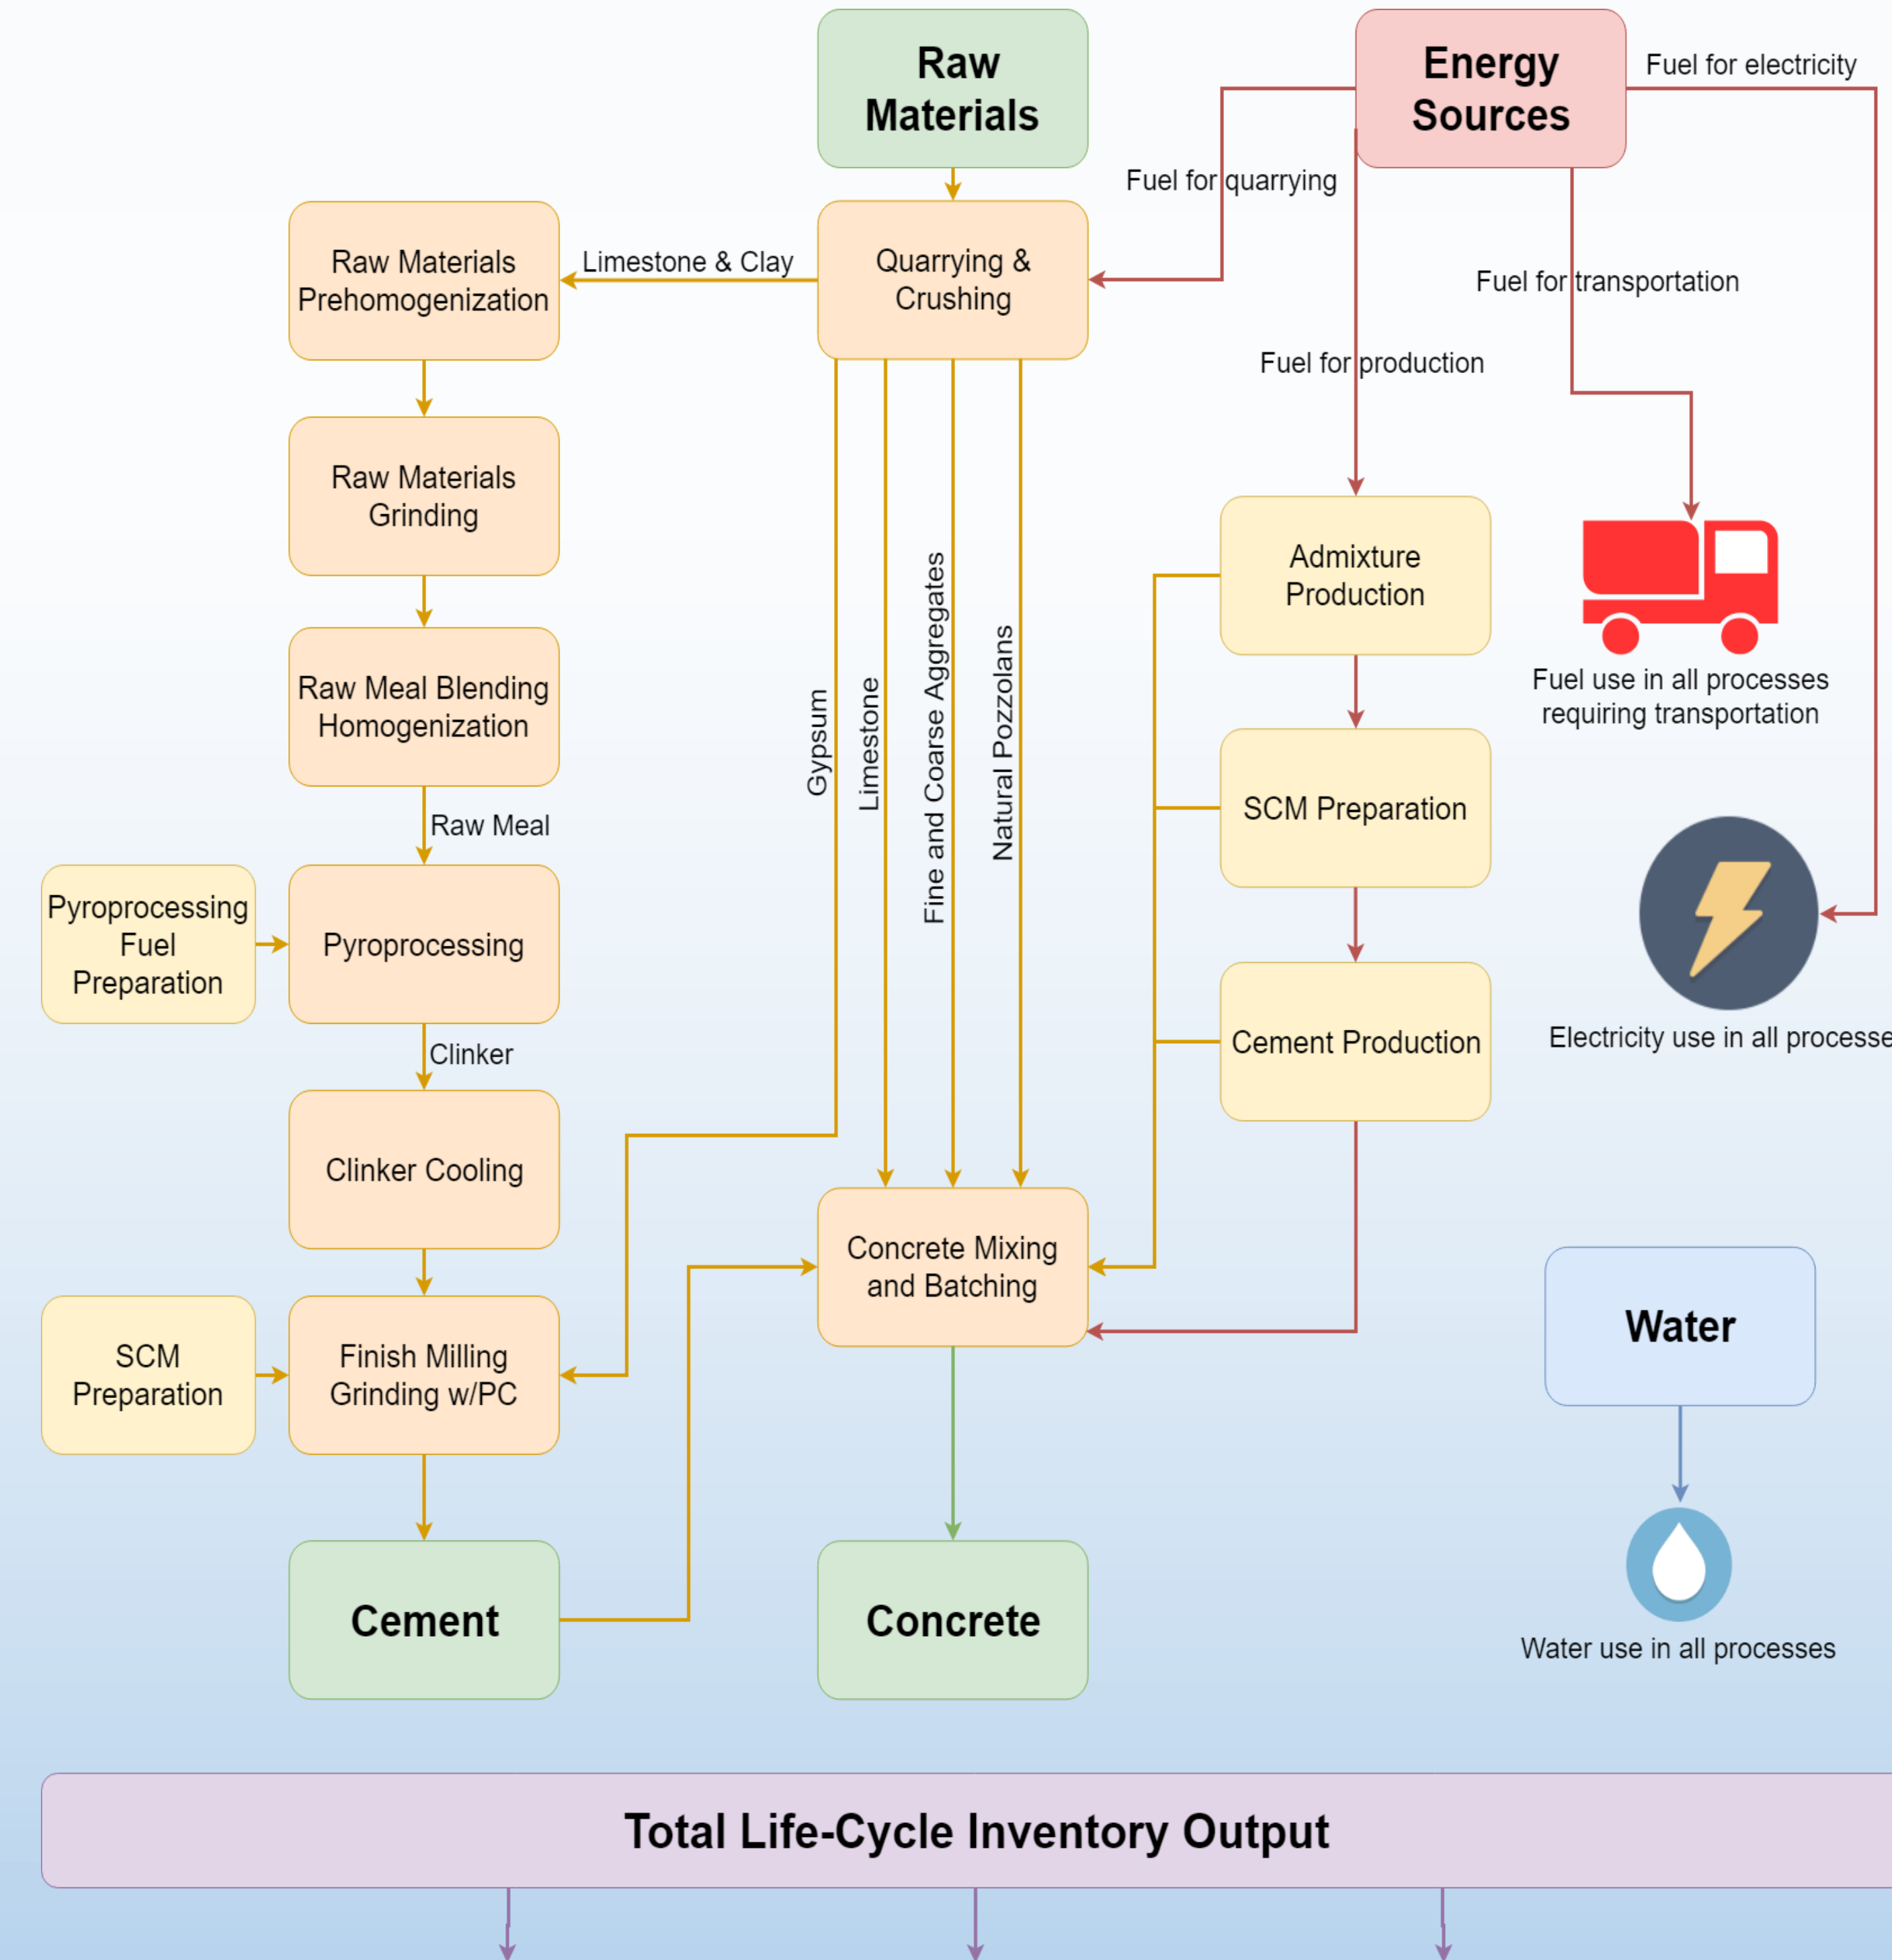 Raw
Materials
Energy
Sources
Fuel for electricity
Fuel for quarrying
Raw Materials
Prehomogenization
Limestone & Clay
Quarrying &
Crushing
Fuel for transportation
Fuel for production
Raw Materials
Grinding
Admixture
Production
Raw Meal Blending
Homogenization
Gypsum
Limestone
Fine and Coarse Aggregates
Natural Pozzolans
Fuel use in all processes
requiring transportation
Raw Meal
SCM Preparation
Pyroprocessing
Fuel
Preparation
Pyroprocessing
Clinker
Cement Production
Electricity use in all processe
Clinker Cooling
Concrete Mixing
and Batching
SCM
Preparation
Finish Milling
Grinding w/PC
Water
Cement
Concrete
Water use in all processes
Total Life-Cycle Inventory Output